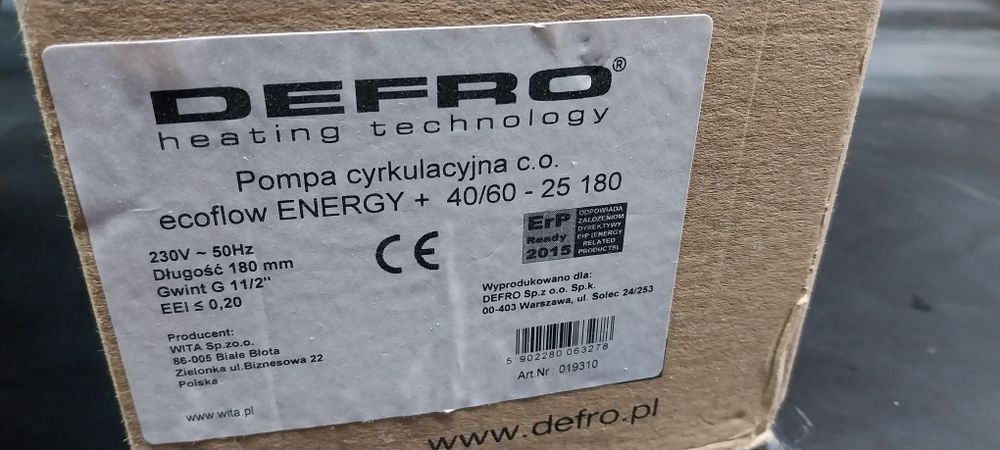 DEFRO®
heating technology
Pompa cyrkulacyjna c.o.
ecoflow ENERGY + 40/60 - 25 180
230V ~ 50Hz
Długość 180 mm
Gwint G 11/2"
EEI ≤ 0,20
CE
ErP
Ready
2015
ODPOWIADA
ZAŁOŻENIOM
DYREKTYWY
ErP (ENERGY
RELATED
PRODUCTS)
Wyprodukowano dla:
DEFRO Sp.z o.o. Sp.k.
00-403 Warszawa, ul. Solec 24/253
Producent:
WITA Sp.zo.o.
86-005 Białe Błota
Zielonka ul.Biznesowa 22
Polska
5 902280 063278
Art.Nr : 019310
www.wita.pl
www.defro.pl